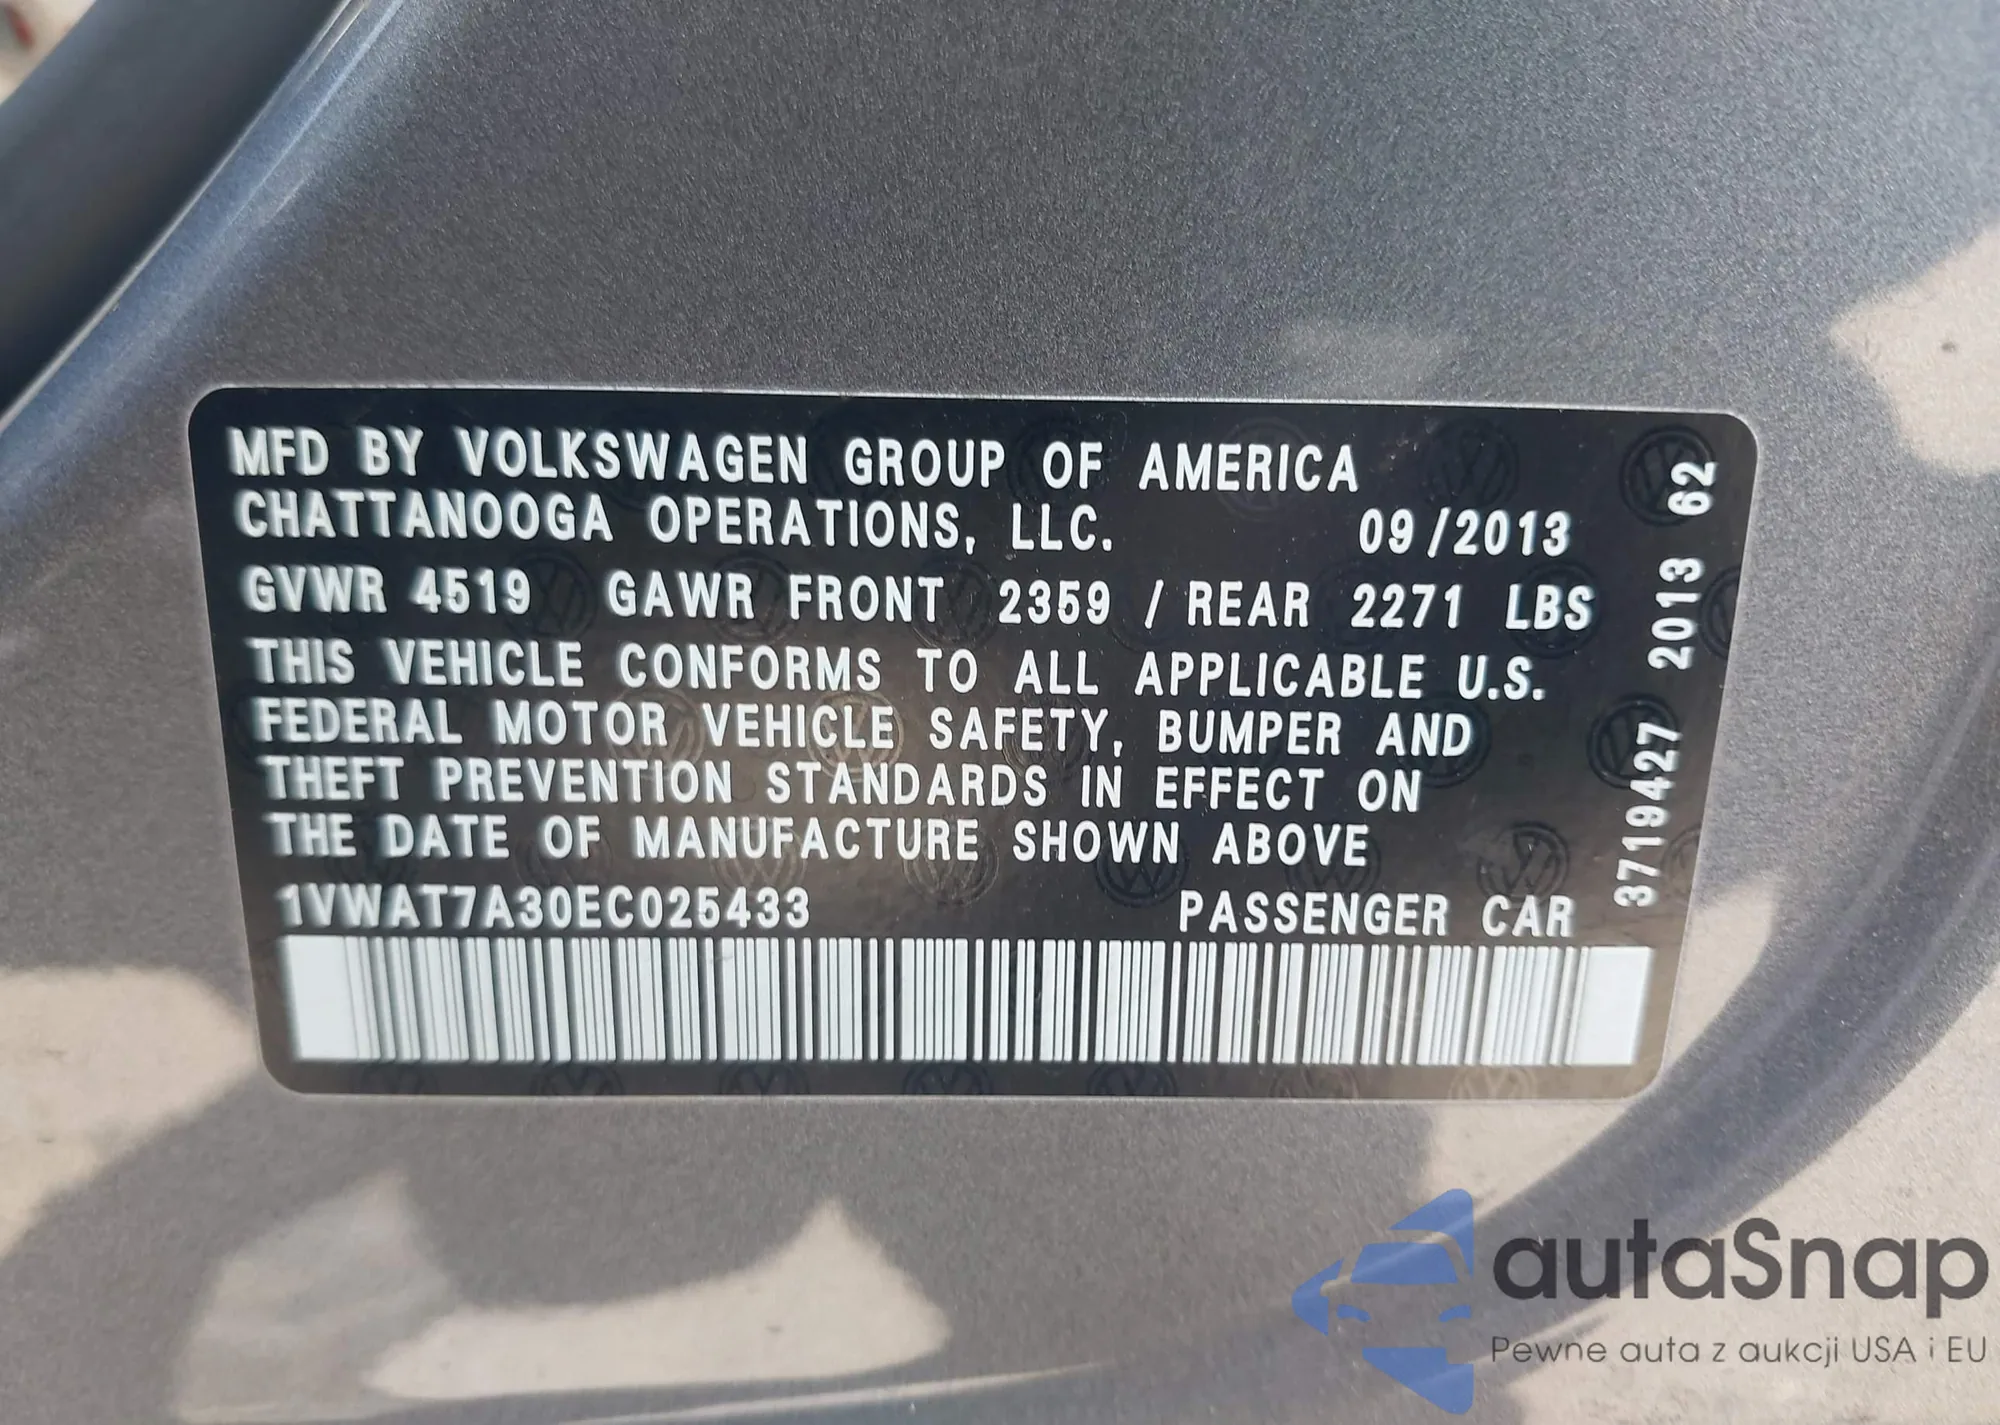 MFD BY VOLKSWAGEN GROUP OF AMERICA
CHATTANOOGA OPERATIONS, LLC. 09/2013
GVWR 4519 GAWR FRONT 2359 / REAR 2271 LBS
THIS VEHICLE CONFORMS TO ALL APPLICABLE U.S.
FEDERAL MOTOR VEHICLE SAFETY, BUMPER AND
THEFT PREVENTION STANDARDS IN EFFECT ON
THE DATE OF MANUFACTURE SHOWN ABOVE
1VWAT7A30EC025433 PASSENGER CAR
3719427 2013 62
autaSnap
Pewne auta z aukcji USA i EU